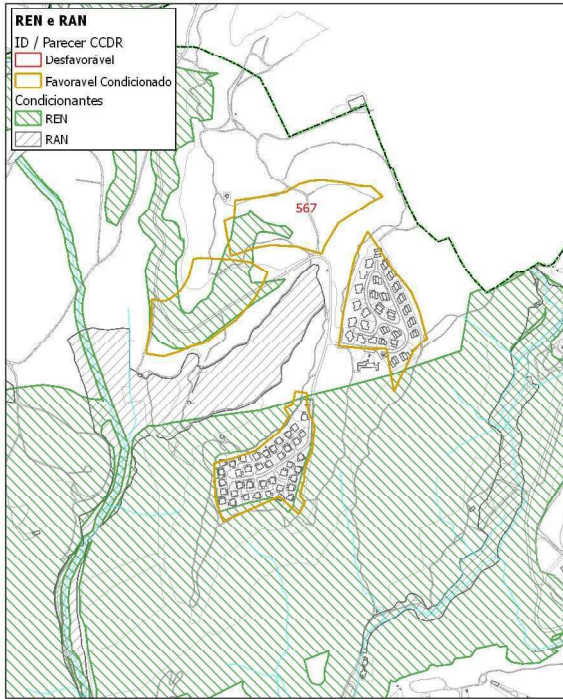 REN e RAN
ID / Parecer CCDR
Desfavorável
Favoravel Condicionado
Condicionantes
REN
RAN
567